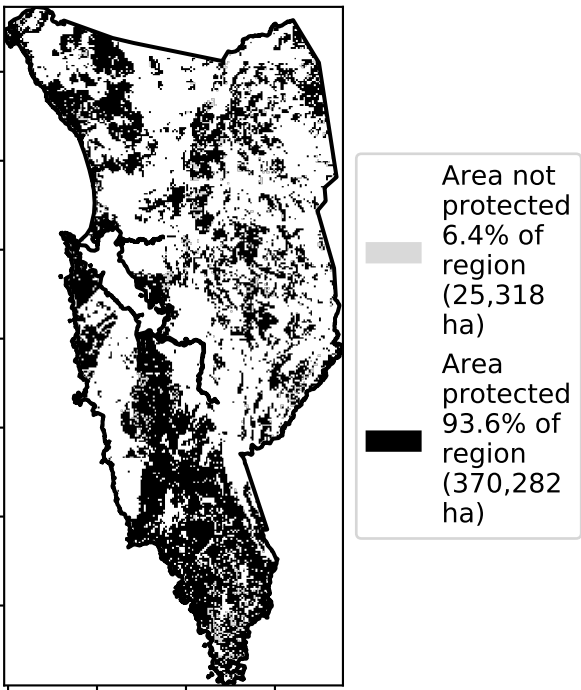 Area not
protected
6.4% of
region
(25,318
ha)
Area
protected
93.6% of
region
(370,282
ha)